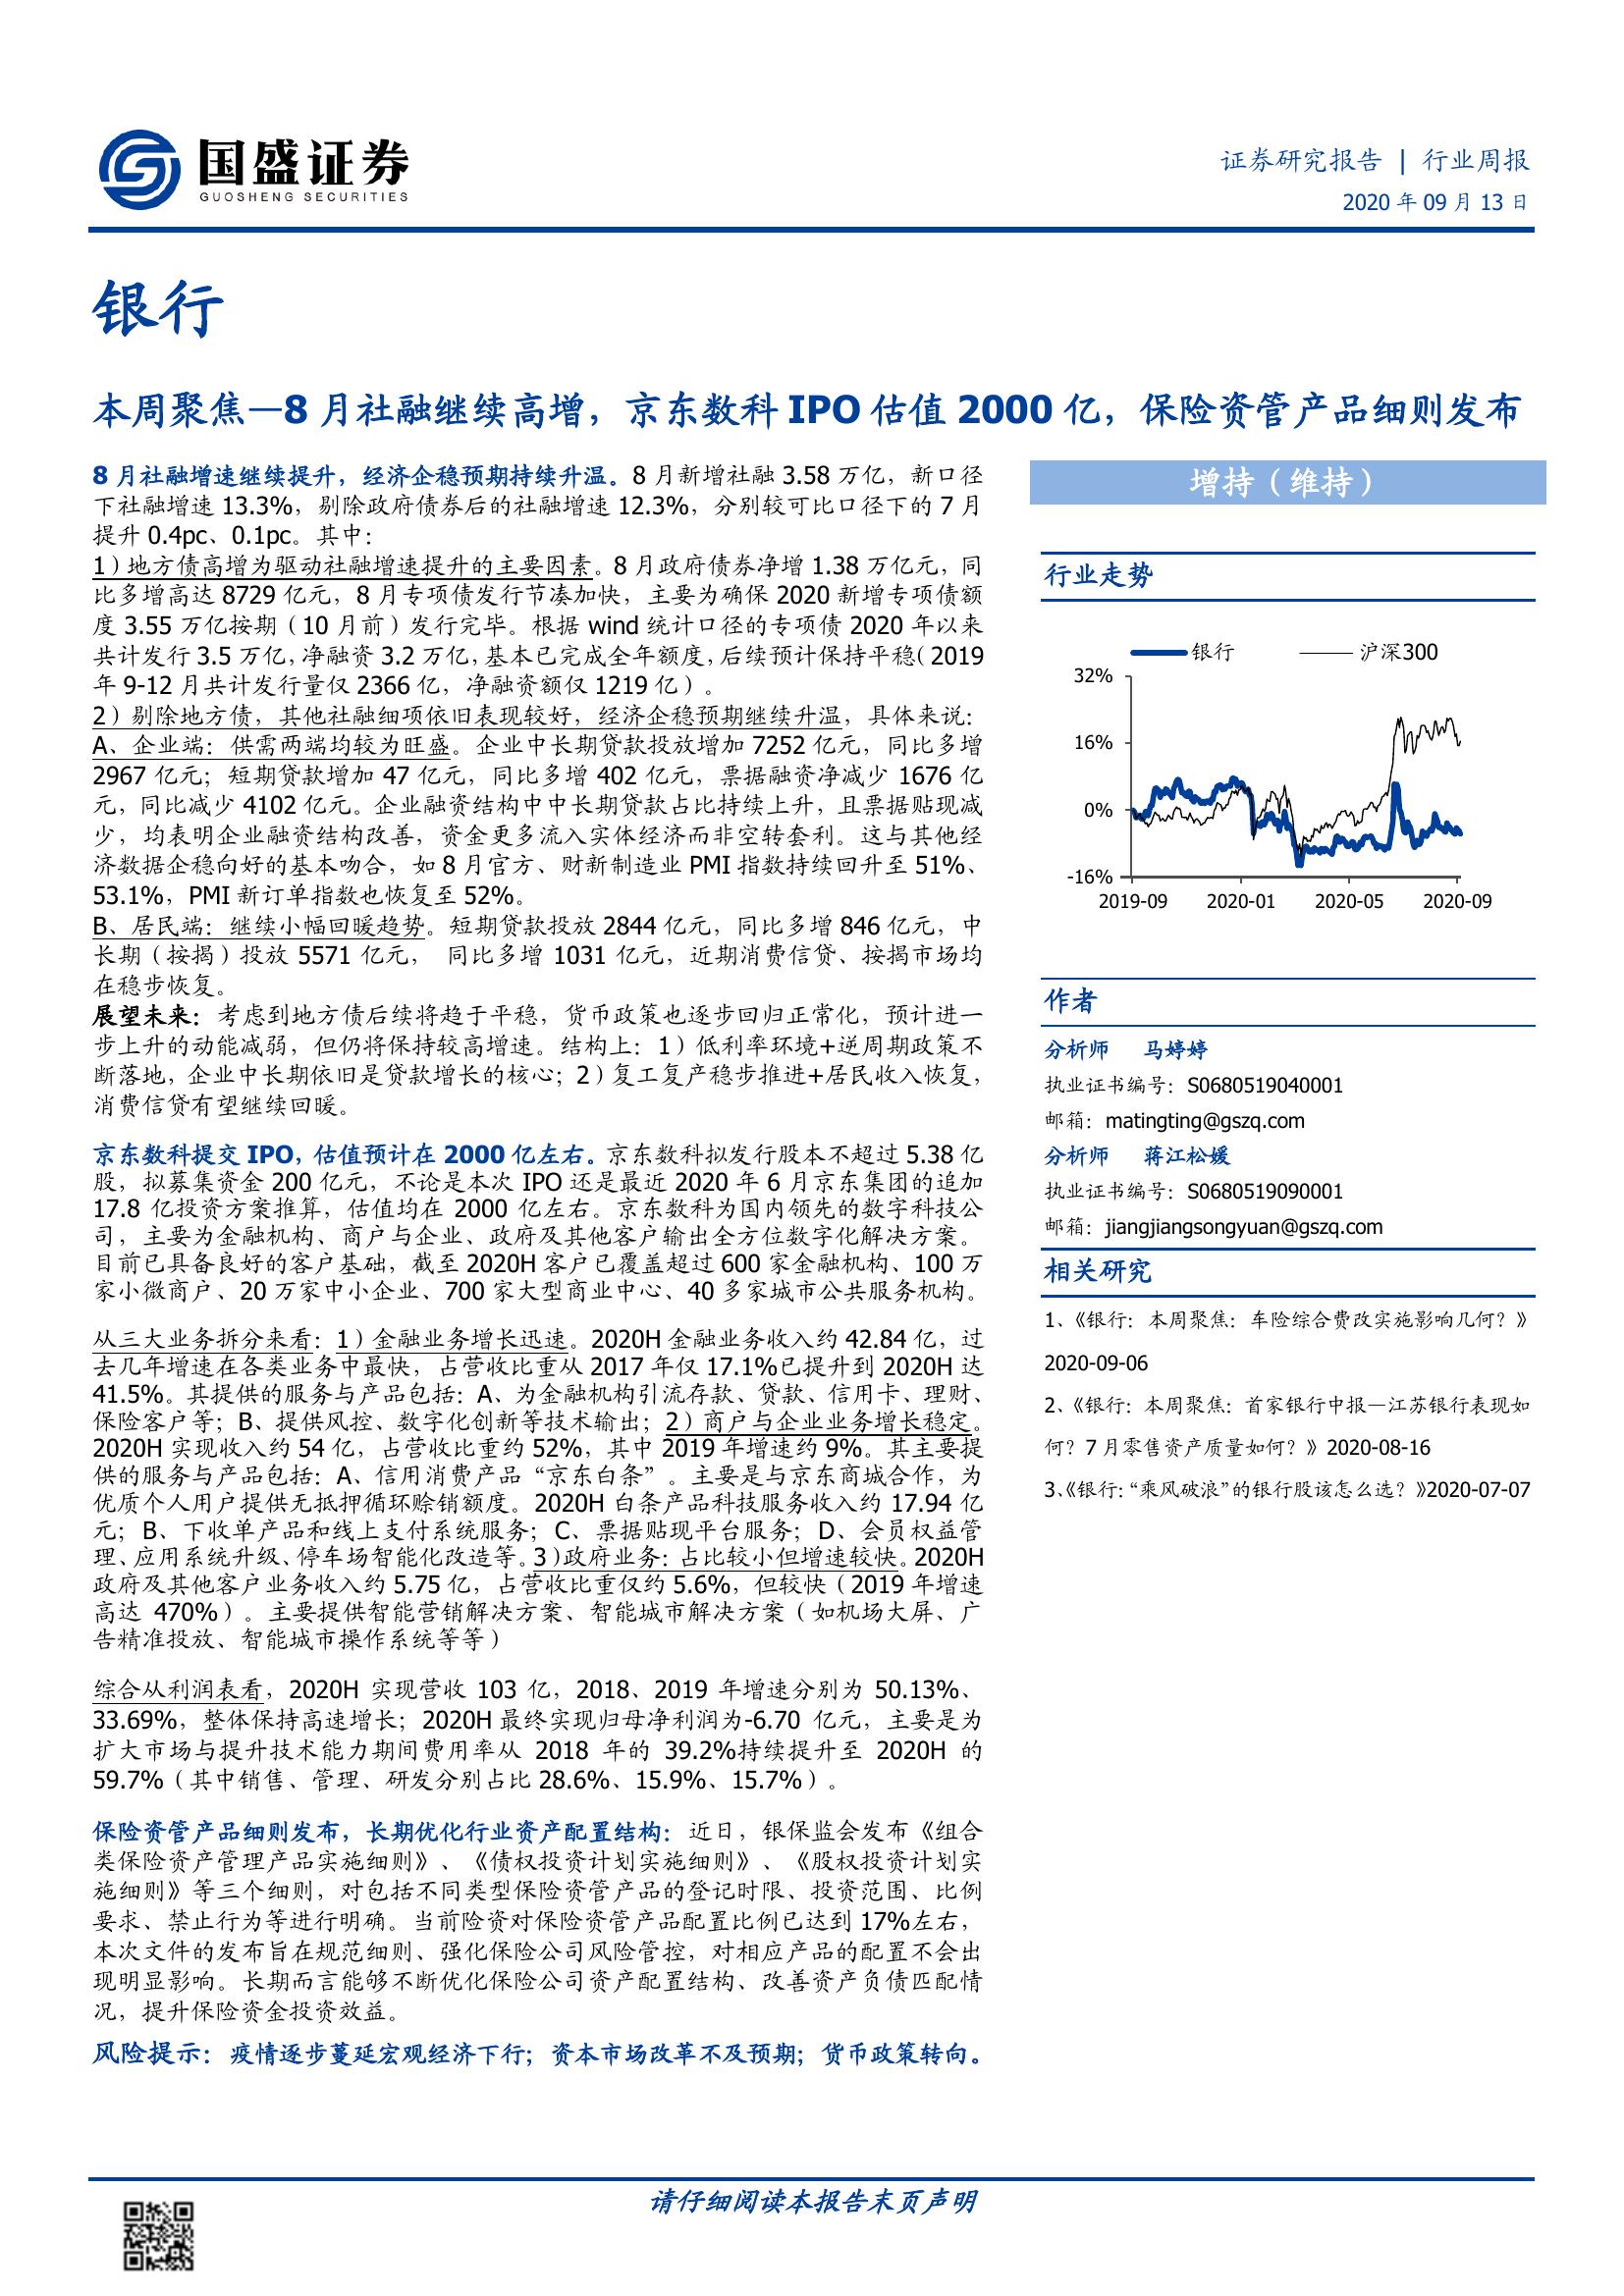 国盛证券
GUOSHENG SECURITIES
证券研究报告 | 行业周报
2020 年 09 月 13 日
银行
本周聚焦—8 月社融继续高增，京东数科 IPO 估值 2000 亿，保险资管产品细则发布
8 月社融增速继续提升，经济企稳预期持续升温。8 月新增社融 3.58 万亿，新口径
下社融增速 13.3%，剔除政府债券后的社融增速 12.3%，分别较可比口径下的 7 月
提升 0.4pc、0.1pc。其中：
1）地方债高增为驱动社融增速提升的主要因素。8 月政府债券净增 1.38 万亿元，同
比多增高达 8729 亿元，8 月专项债发行节凑加快，主要为确保 2020 新增专项债额
度 3.55 万亿按期（10 月前）发行完毕。根据 wind 统计口径的专项债 2020 年以来
共计发行 3.5 万亿，净融资 3.2 万亿，基本已完成全年额度，后续预计保持平稳（2019
年 9-12 月共计发行量仅 2366 亿，净融资额仅 1219 亿）。
2）剔除地方债，其他社融细项依旧表现较好，经济企稳预期继续升温，具体来说：
A、企业端：供需两端均较为旺盛。企业中长期贷款投放增加 7252 亿元，同比多增
2967 亿元；短期贷款增加 47 亿元，同比多增 402 亿元，票据融资净减少 1676 亿
元，同比减少 4102 亿元。企业融资结构中中长期贷款占比持续上升，且票据贴现减
少，均表明企业融资结构改善，资金更多流入实体经济而非空转套利。这与其他经
济数据企稳向好的基本吻合，如 8 月官方、财新制造业 PMI 指数持续回升至 51%、
53.1%，PMI 新订单指数也恢复至 52%。
B、居民端：继续小幅回暖趋势。短期贷款投放 2844 亿元，同比多增 846 亿元，中
长期（按揭）投放 5571 亿元， 同比多增 1031 亿元，近期消费信贷、按揭市场均
在稳步恢复。
展望未来：考虑到地方债后续将趋于平稳，货币政策也逐步回归正常化，预计进一
步上升的动能减弱，但仍将保持较高增速。结构上：1）低利率环境+逆周期政策不
断落地，企业中长期依旧是贷款增长的核心；2）复工复产稳步推进+居民收入恢复，
消费信贷有望继续回暖。
京东数科提交 IPO，估值预计在 2000 亿左右。京东数科拟发行股本不超过 5.38 亿
股，拟募集资金 200 亿元，不论是本次 IPO 还是最近 2020 年 6 月京东集团的追加
17.8 亿投资方案推算，估值均在 2000 亿左右。京东数科为国内领先的数字科技公
司，主要为金融机构、商户与企业、政府及其他客户输出全方位数字化解决方案。
目前已具备良好的客户基础，截至 2020H 客户已覆盖超过 600 家金融机构、100 万
家小微商户、20 万家中小企业、700 家大型商业中心、40 多家城市公共服务机构。
从三大业务拆分来看：1）金融业务增长迅速。2020H 金融业务收入约 42.84 亿，过
去几年增速在各类业务中最快，占营收比重从 2017 年仅 17.1%已提升到 2020H 达
41.5%。其提供的服务与产品包括：A、为金融机构引流存款、贷款、信用卡、理财、
保险客户等；B、提供风控、数字化创新等技术输出；2）商户与企业业务增长稳定。
2020H 实现收入约 54 亿，占营收比重约 52%，其中 2019 年增速约 9%。其主要提
供的服务与产品包括：A、信用消费产品“京东白条”。主要是与京东商城合作，为
优质个人用户提供无抵押循环赊销额度。2020H 白条产品科技服务收入约 17.94 亿
元；B、下收单产品和线上支付系统服务；C、票据贴现平台服务；D、会员权益管
理、应用系统升级、停车场智能化改造等。3）政府业务：占比较小但增速较快。2020H
政府及其他客户业务收入约 5.75 亿，占营收比重仅约 5.6%，但较快（2019 年增速
高达 470%）。主要提供智能营销解决方案、智能城市解决方案（如机场大屏、广
告精准投放、智能城市操作系统等等）
综合从利润表看，2020H 实现营收 103 亿，2018、2019 年增速分别为 50.13%、
33.69%，整体保持高速增长；2020H 最终实现归母净利润为-6.70 亿元，主要是为
扩大市场与提升技术能力期间费用率从 2018 年的 39.2%持续提升至 2020H 的
59.7%（其中销售、管理、研发分别占比 28.6%、15.9%、15.7%）。
保险资管产品细则发布，长期优化行业资产配置结构：近日，银保监会发布《组合
类保险资产管理产品实施细则》、《债权投资计划实施细则》、《股权投资计划实
施细则》等三个细则，对包括不同类型保险资管产品的登记时限、投资范围、比例
要求、禁止行为等进行明确。当前险资对保险资管产品配置比例已达到 17%左右，
本次文件的发布旨在规范细则、强化保险公司风险管控，对相应产品的配置不会出
现明显影响。长期而言能够不断优化保险公司资产配置结构、改善资产负债匹配情
况，提升保险资金投资效益。
风险提示：疫情逐步蔓延宏观经济下行；资本市场改革不及预期；货币政策转向。
增持（维持）
行业走势
银行 沪深300
32%
16%
0%
-16%
2019-09 2020-01 2020-05 2020-09
作者
分析师 马婷婷
执业证书编号：S0680519040001
邮箱：matingting@gszq.com
分析师 蒋江松媛
执业证书编号：S0680519090001
邮箱：jiangjiangsongyuan@gszq.com
相关研究
1、《银行：本周聚焦：车险综合费改实施影响几何？》
2020-09-06
2、《银行：本周聚焦：首家银行中报—江苏银行表现如
何？7 月零售资产质量如何？》2020-08-16
3、《银行：“乘风破浪”的银行股该怎么选？》2020-07-07
请仔细阅读本报告末页声明